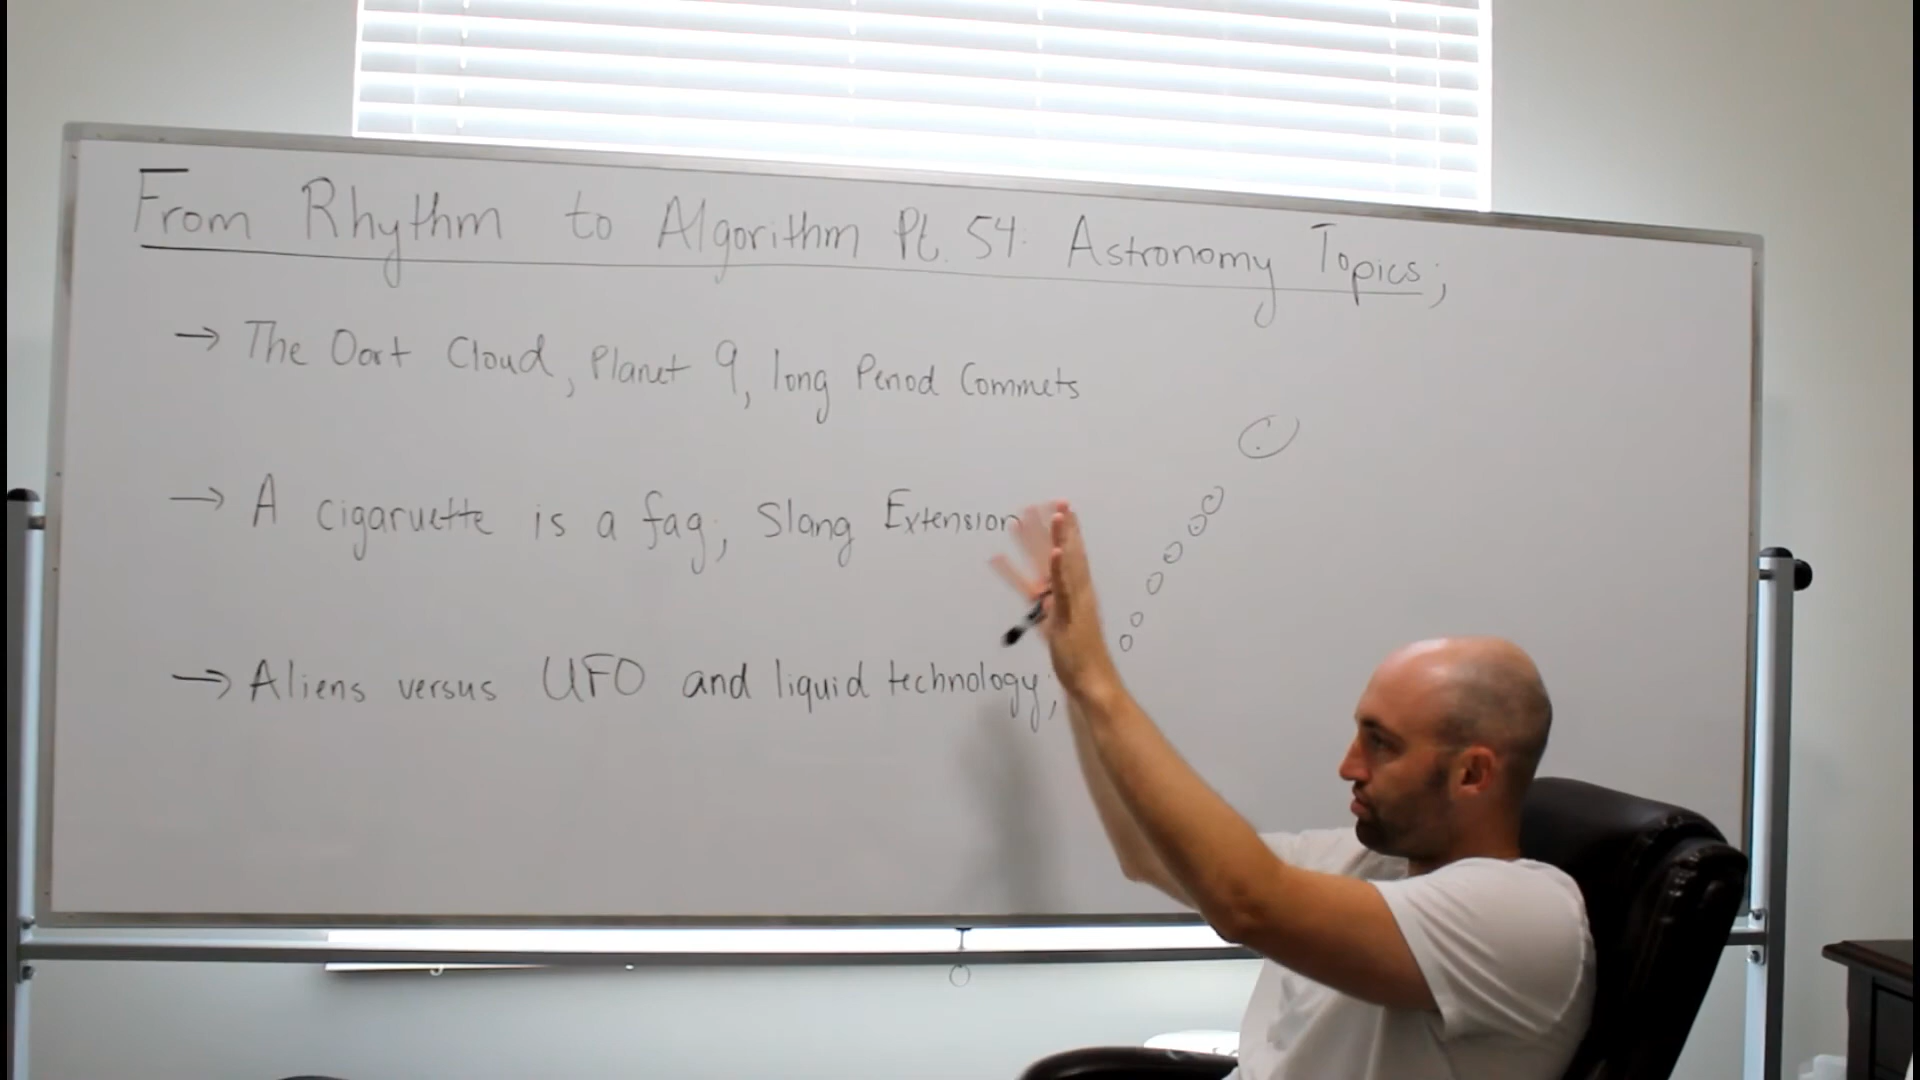 From Rhythm to Algorithm Pt. 54: Astronomy Topics;
→ The Oort Cloud, Planet 9, long Period Commets
→ A cigaruette is a fag; Slang Extension
→ Aliens versus UFO and liquid technology;